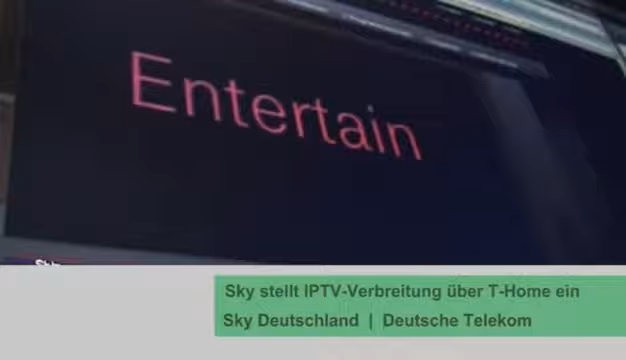 Entertain
Sky stellt IPTV-Verbreitung über T-Home ein
Sky Deutschland | Deutsche Telekom